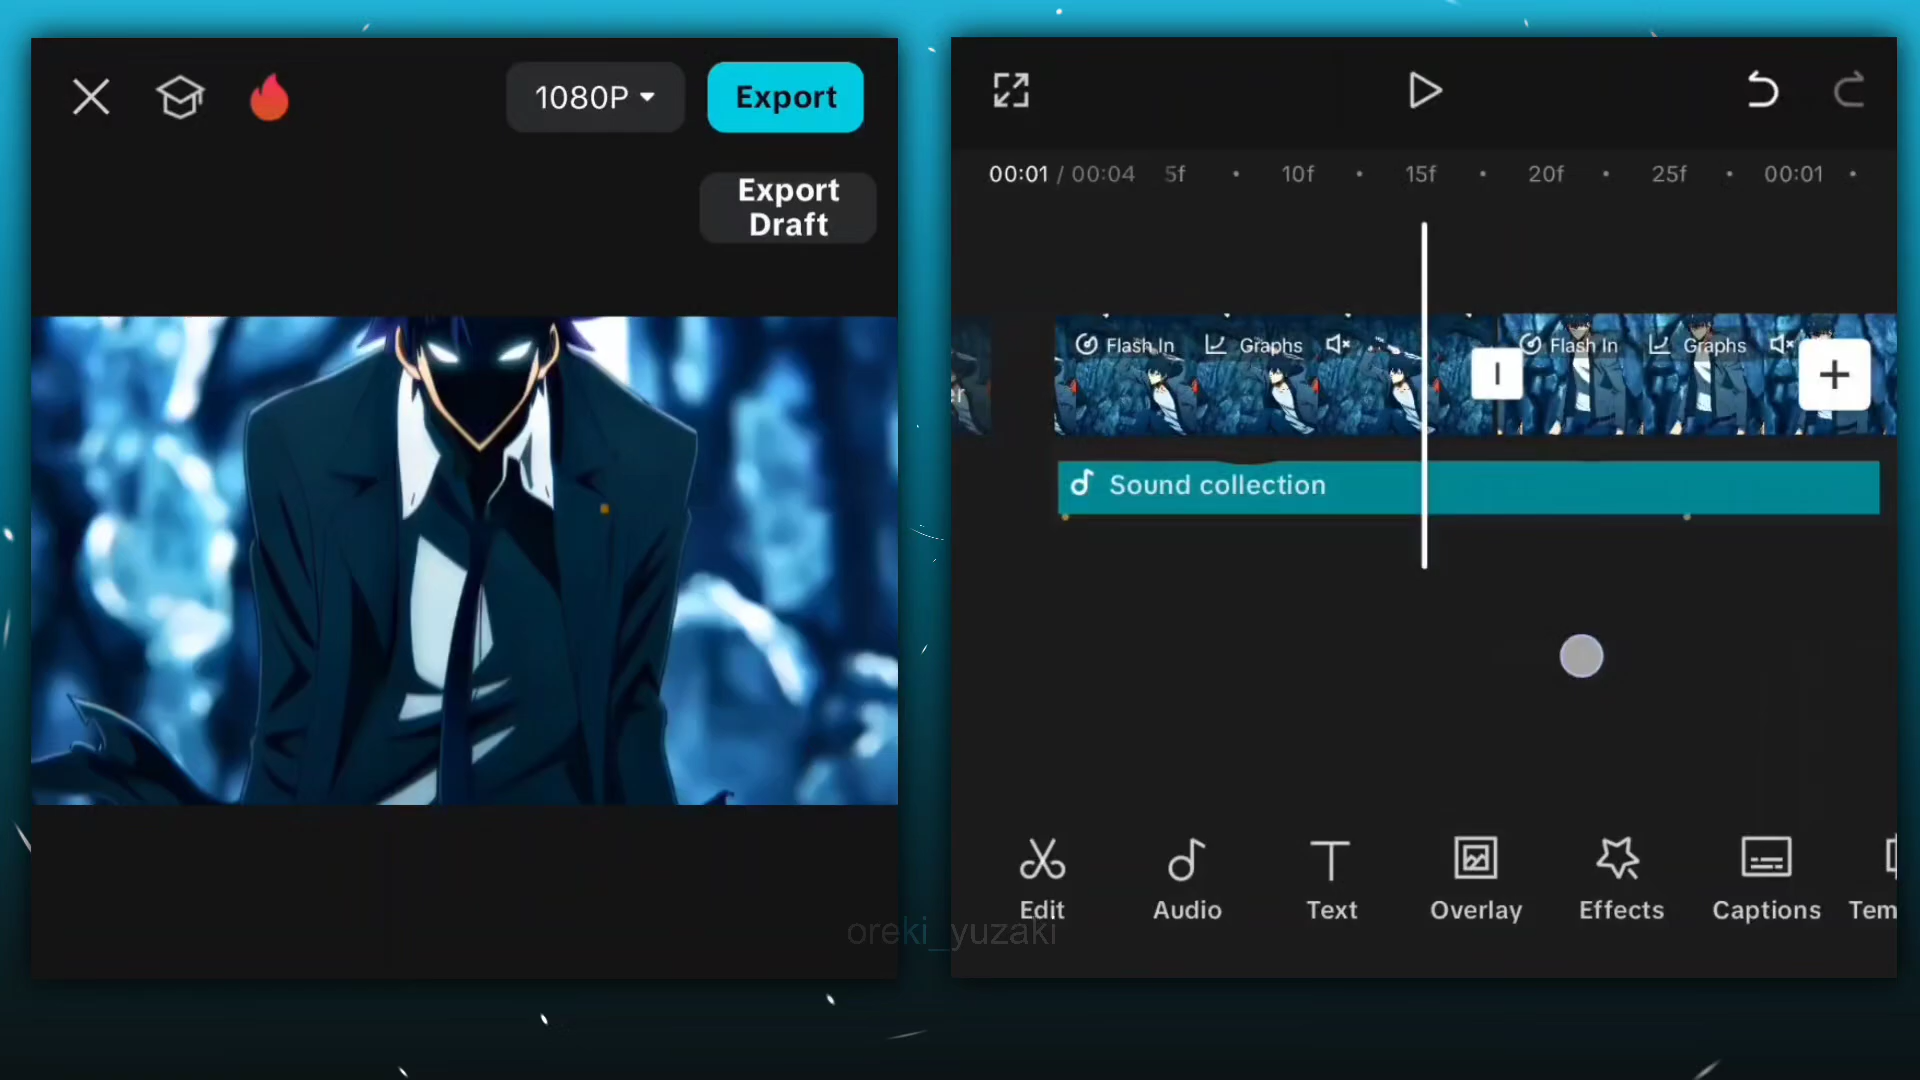 1080P
Export
Export
Draft
00:01 / 00:04 5f 10f 15f 20f 25f 00:01
Flash In Graphs Flash In Graphs
er
Sound collection
Edit Audio Text Overlay Effects Captions Tem
oreki_yuzaki